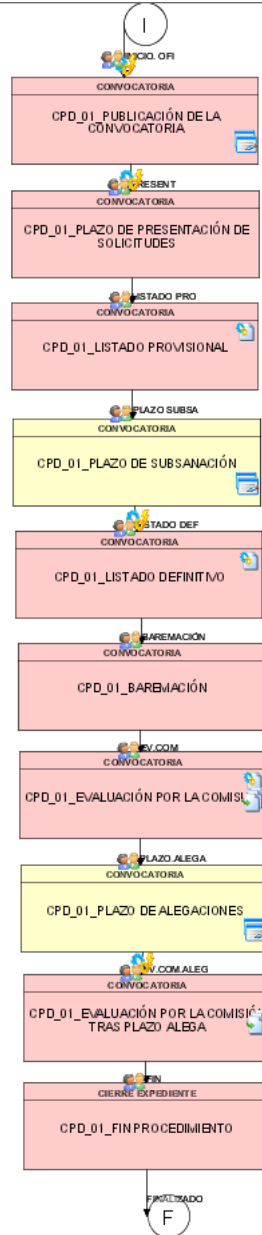 I
INICIO. OFI
CONVOCATORIA
CPD_01_PUBLICACIÓN DE LA
CONVOCATORIA
RESENT
CONVOCATORIA
CPD_01_PLAZO DE PRESENTACIÓN DE
SOLICITUDES
ISTADO PRO
CONVOCATORIA
CPD_01_LISTADO PROVISIONAL
PLAZO SUBSA
CONVOCATORIA
CPD_01_PLAZO DE SUBSANACIÓN
STADO DEF
CONVOCATORIA
CPD_01_LISTADO DEFINITIVO
BAREMACIÓN
CONVOCATORIA
CPD_01_BAREMACIÓN
EV.COM
CONVOCATORIA
CPD_01_EVALUACIÓN POR LA COMISI
PLAZO.ALEGA
CONVOCATORIA
CPD_01_PLAZO DE ALEGACIONES
V.COM.ALEG
CONVOCATORIA
CPD_01_EVALUACIÓN POR LA COMISIÓ
TRAS PLAZO ALEGA
FIN
CIERRE EXPEDIENTE
CPD_01_FIN PROCEDIMIENTO
FINALIZADO
F